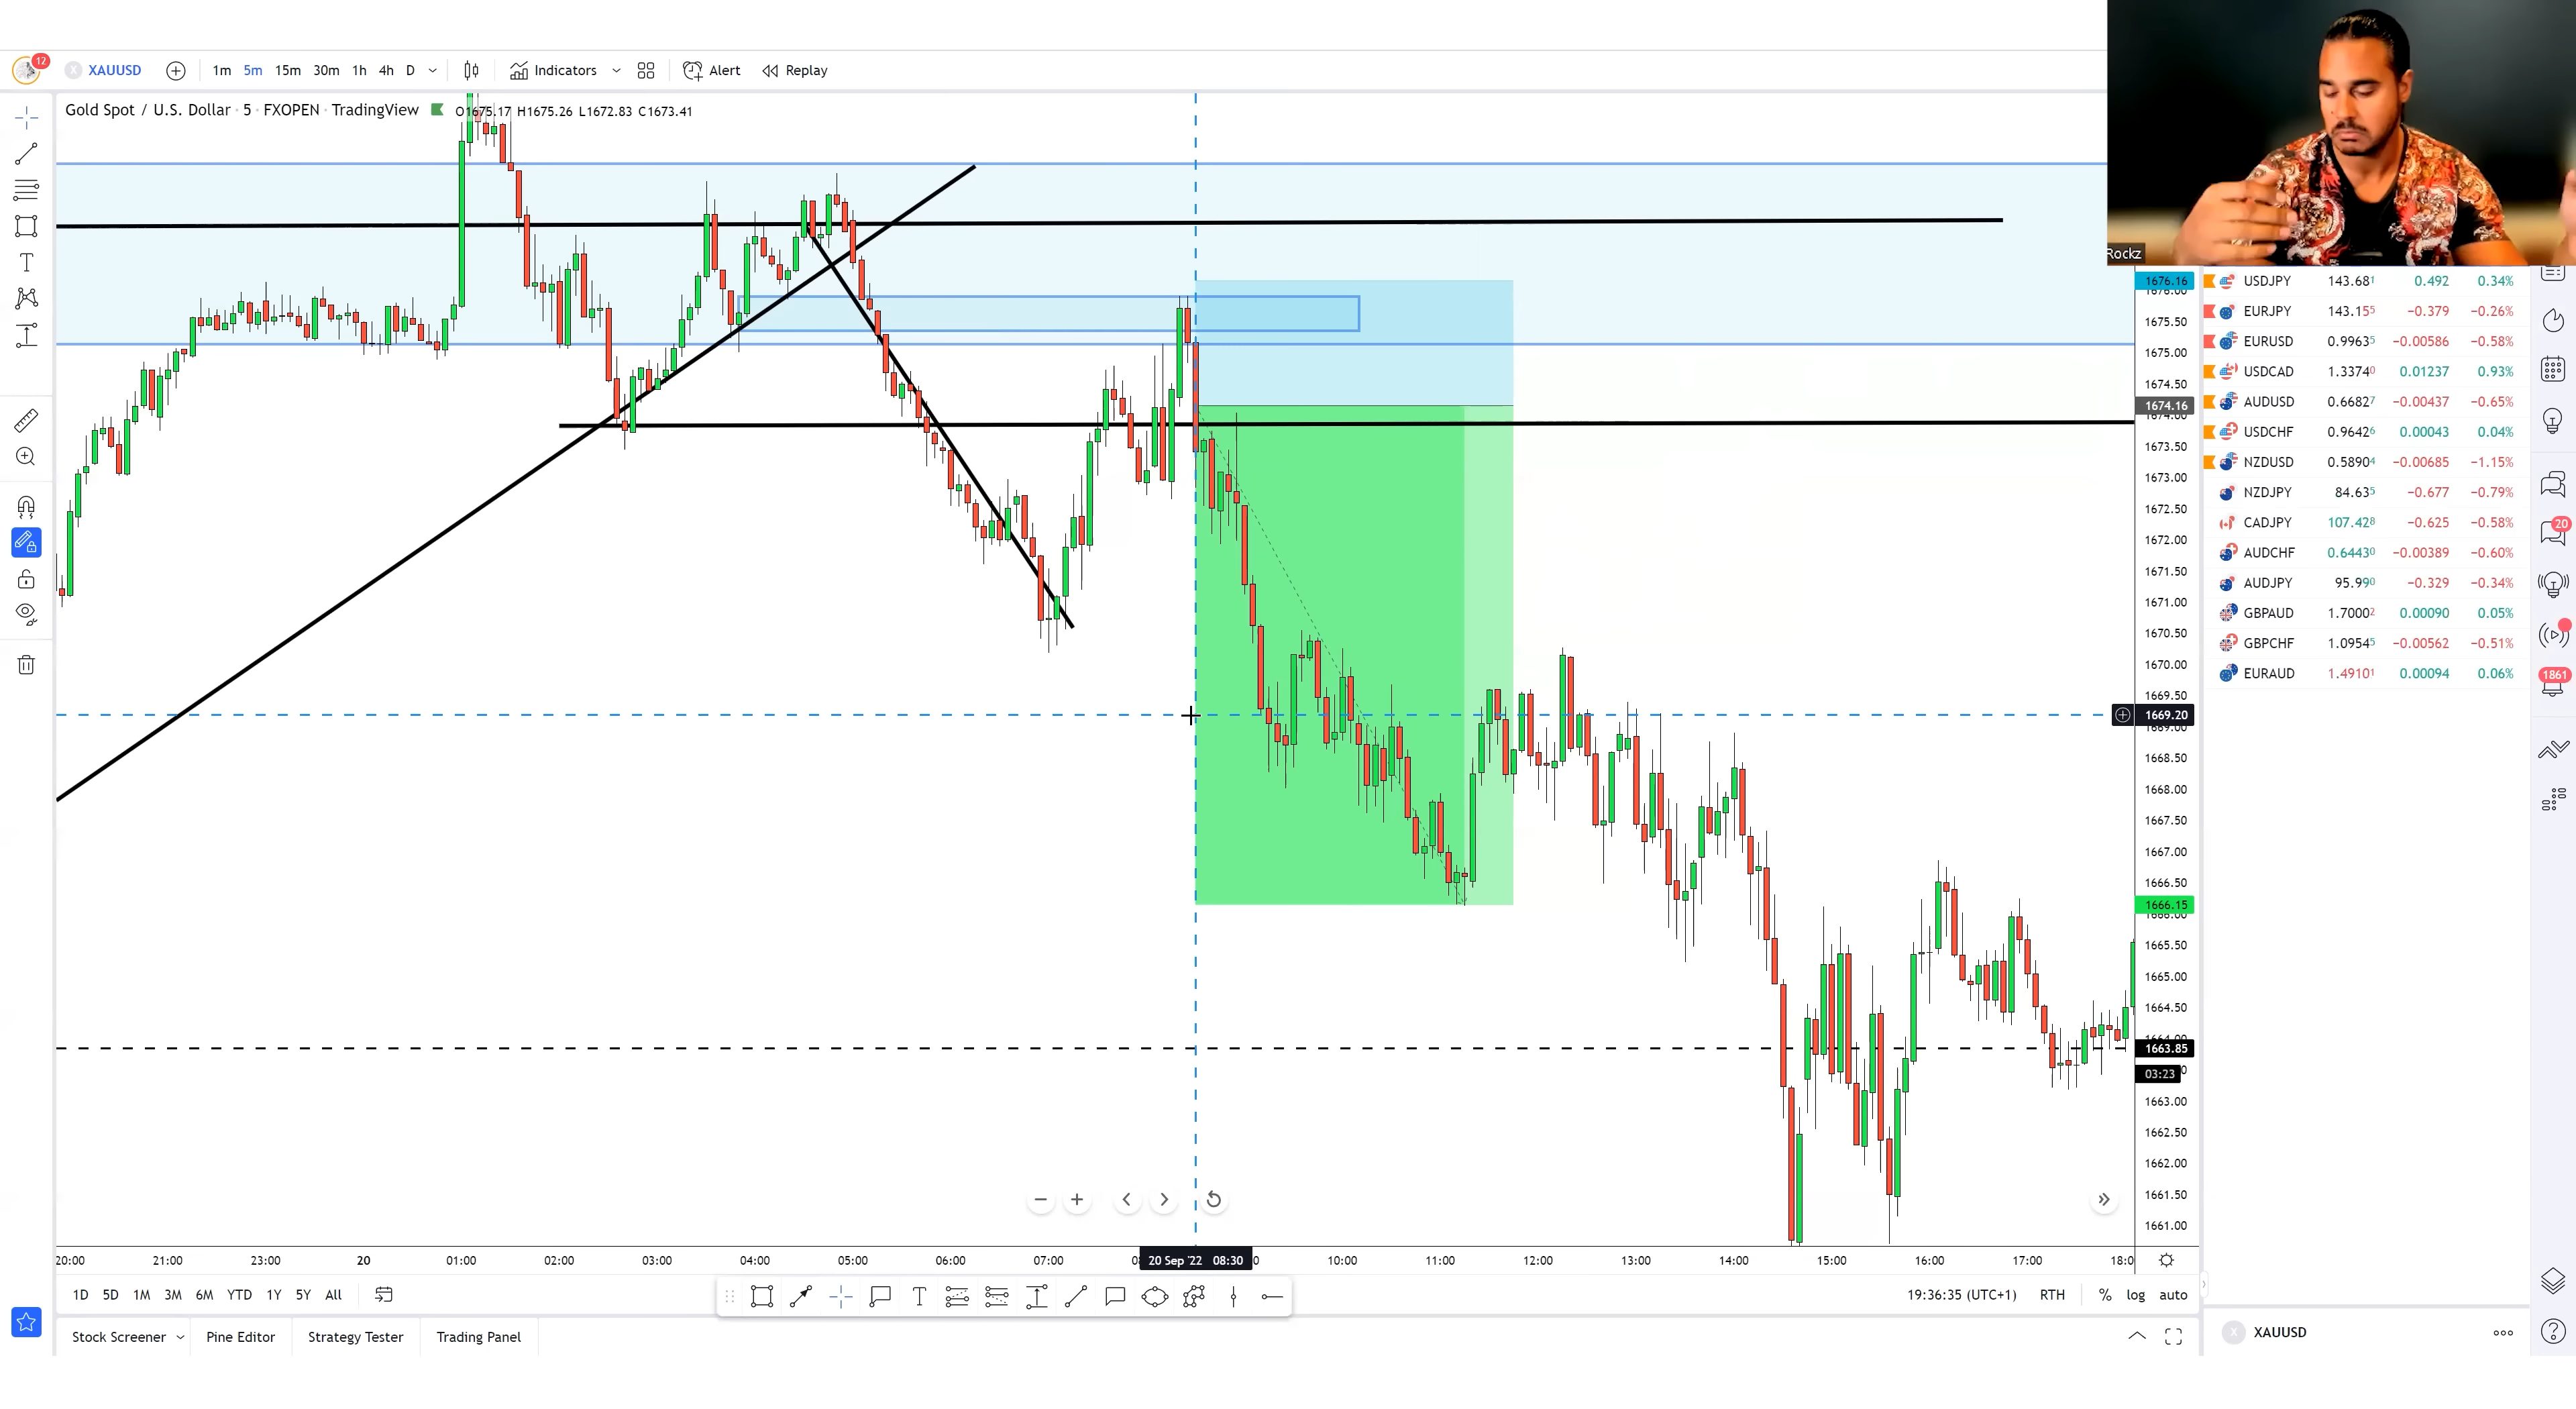 12 XAUUSD 1m 5m 15m 30m 1h 4h D Indicators Alert Replay
Gold Spot / U.S. Dollar · 5 · FXOPEN · TradingView O1675.17 H1675.26 L1672.83 C1673.41
Rockz
1676.16
1675.50
1675.00
1674.50
1674.16
1673.50
1673.00
1672.50
1672.00
1671.50
1671.00
1670.50
1670.00
1669.50
1669.20
1669.00
1668.50
1668.00
1667.50
1667.00
1666.50
1666.15
1666.00
1665.50
1665.00
1664.50
1663.85
03:23
1663.00
1662.50
1662.00
1661.50
1661.00
USDJPY 143.681 0.492 0.34%
EURJPY 143.155 −0.379 −0.26%
EURUSD 0.99635 −0.00586 −0.58%
USDCAD 1.33740 0.01237 0.93%
AUDUSD 0.66827 −0.00437 −0.65%
USDCHF 0.96426 0.00043 0.04%
NZDUSD 0.58904 −0.00685 −1.15%
NZDJPY 84.635 −0.677 −0.79%
CADJPY 107.428 −0.625 −0.58%
AUDCHF 0.64430 −0.00389 −0.60%
AUDJPY 95.990 −0.329 −0.34%
GBPAUD 1.70002 0.00090 0.05%
GBPCHF 1.09545 −0.00562 −0.51%
EURAUD 1.49101 0.00094 0.06%
20
1861
20:00 21:00 23:00 20 01:00 02:00 03:00 04:00 05:00 06:00 07:00 20 Sep '22 08:30 10:00 11:00 12:00 13:00 14:00 15:00 16:00 17:00 18:0
1D 5D 1M 3M 6M YTD 1Y 5Y All 19:36:35 (UTC+1) RTH % log auto
Stock Screener Pine Editor Strategy Tester Trading Panel
XAUUSD